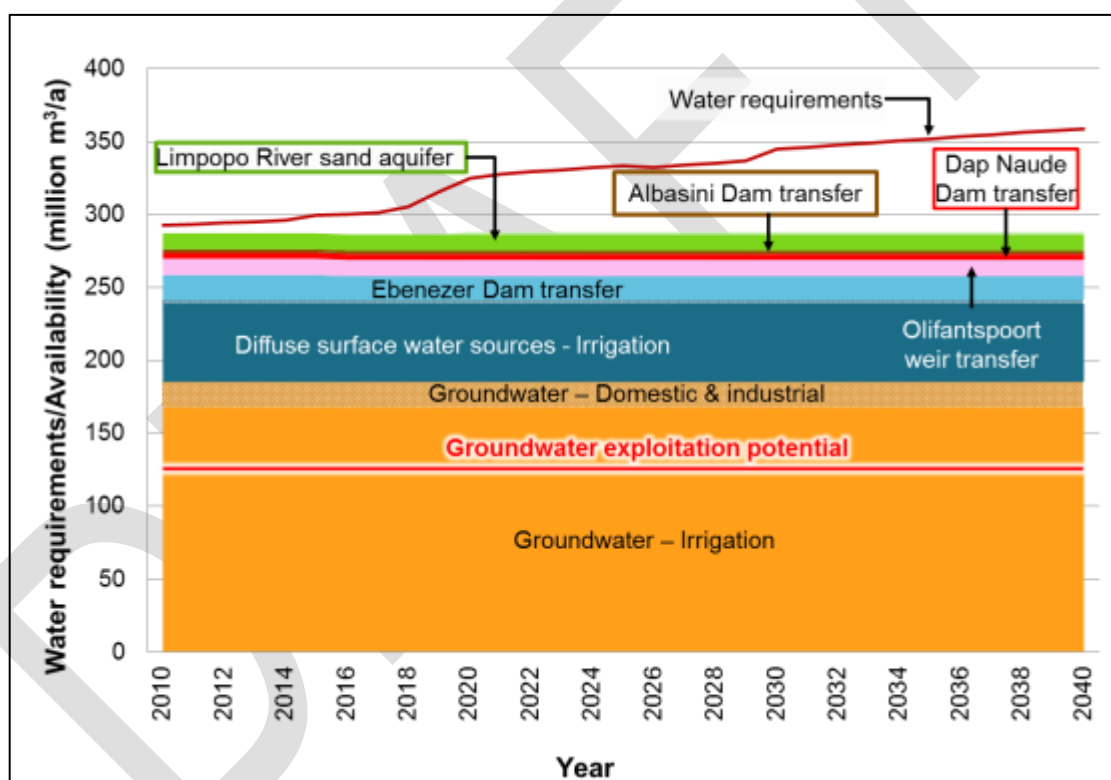 Water requirements/Availability (million m³/a)
400
350
300
250
200
150
100
50
0
Water requirements
Limpopo River sand aquifer
Albasini Dam transfer
Dap Naude
Dam transfer
Ebenezer Dam transfer
Olifantspoort
weir transfer
Diffuse surface water sources - Irrigation
Groundwater – Domestic & industrial
Groundwater exploitation potential
Groundwater – Irrigation
2010
2012
2014
2016
2018
2020
2022
2024
2026
2028
2030
2032
2034
2036
2038
2040
Year
DRAFT